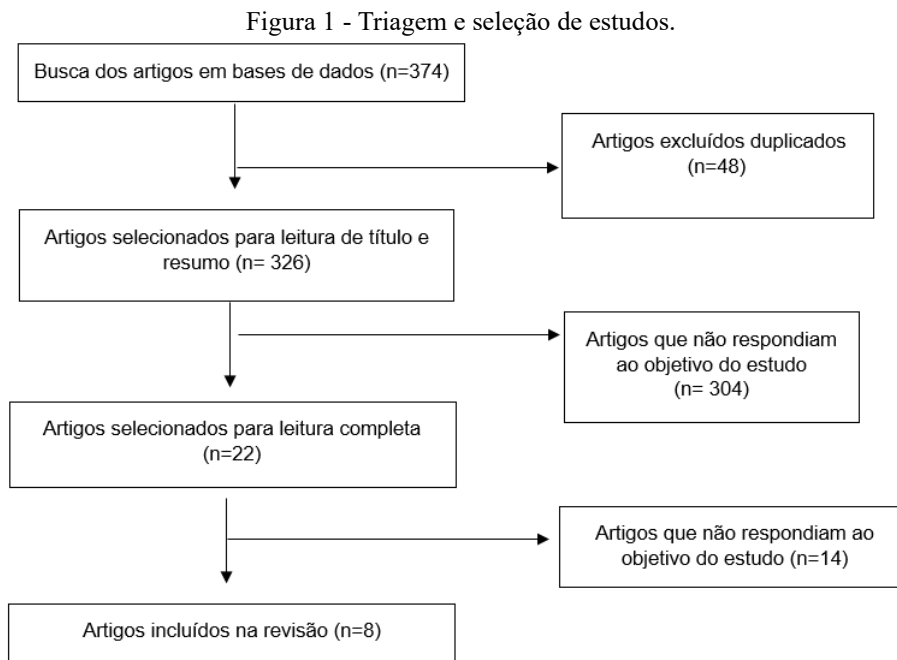 Figura 1 - Triagem e seleção de estudos.
Busca dos artigos em bases de dados (n=374)
Artigos excluídos duplicados
(n=48)
Artigos selecionados para leitura de título e
resumo (n= 326)
Artigos que não respondiam
ao objetivo do estudo
(n= 304)
Artigos selecionados para leitura completa
(n=22)
Artigos que não respondiam ao
objetivo do estudo (n=14)
Artigos incluídos na revisão (n=8)